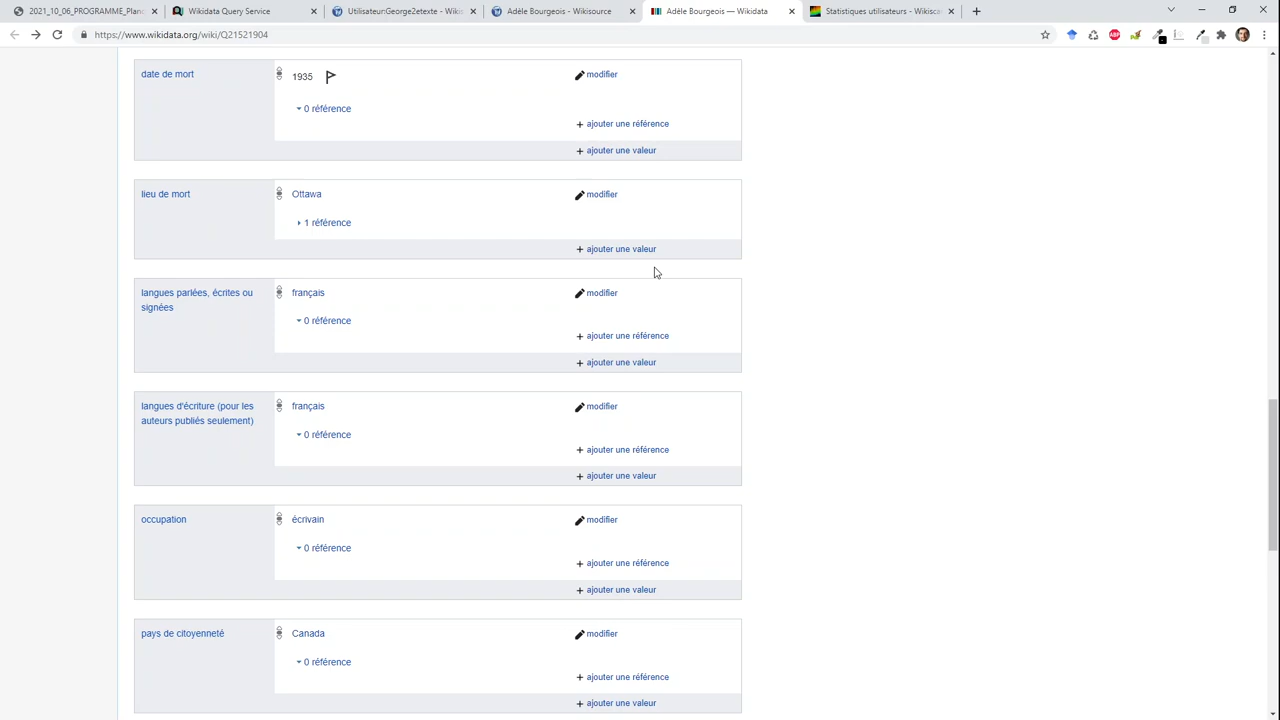 2021_10_06_PROGRAMME_Plan
Wikidata Query Service
UtilisateurGeorge2etexte - Wikiso
Adèle Bourgeois - Wikisource
Adèle Bourgeois — Wikidata
Statistiques utilisateurs - Wikiscan
https://www.wikidata.org/wiki/Q21521904
date de mort
1935
modifier
0 référence
ajouter une référence
ajouter une valeur
lieu de mort
Ottawa
modifier
1 référence
ajouter une valeur
langues parlées, écrites ou
signées
français
modifier
0 référence
ajouter une référence
ajouter une valeur
langues d'écriture (pour les
auteurs publiés seulement)
français
modifier
0 référence
ajouter une référence
ajouter une valeur
occupation
écrivain
modifier
0 référence
ajouter une référence
ajouter une valeur
pays de citoyenneté
Canada
modifier
0 référence
ajouter une référence
ajouter une valeur